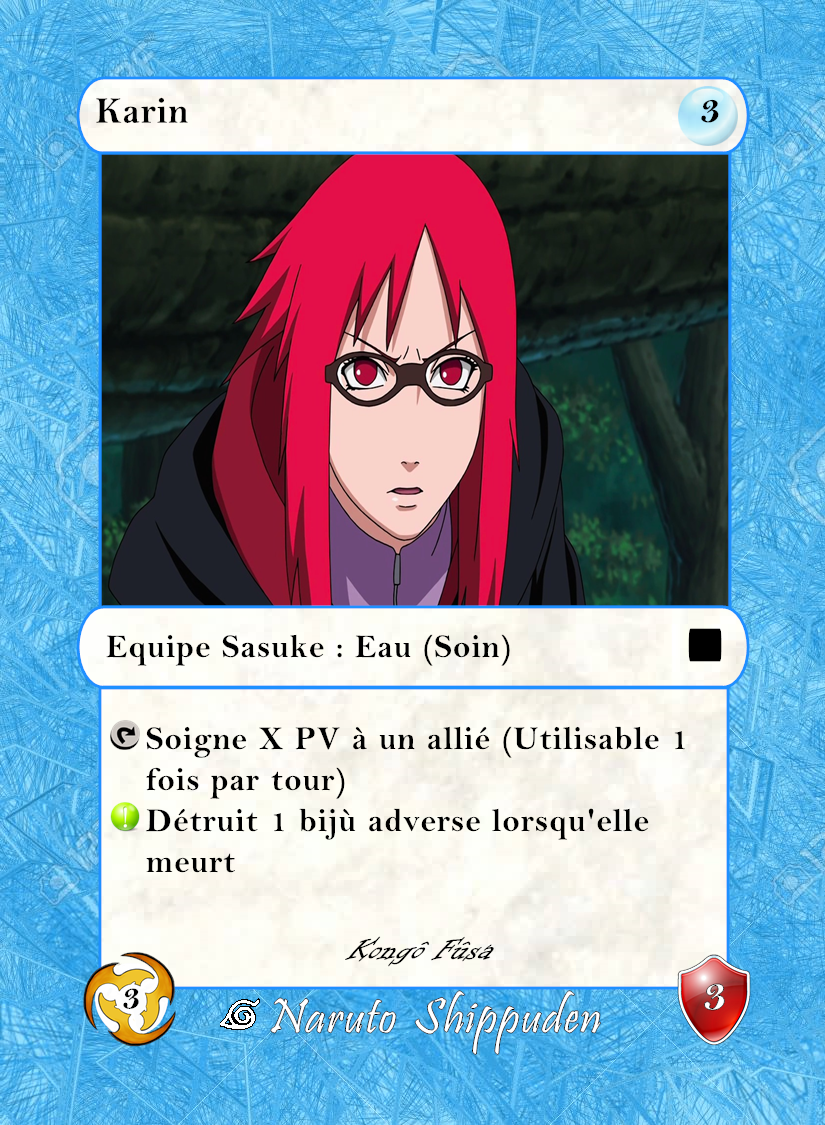 Karin
3
Equipe Sasuke : Eau (Soin)
Soigne X PV à un allié (Utilisable 1
fois par tour)
Détruit 1 bijù adverse lorsqu'elle
meurt
Kongô Fûsa
3
Naruto Shippuden
3